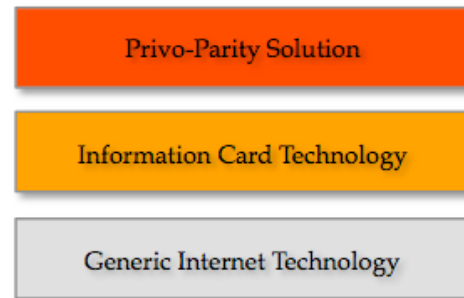 Privo-Parity Solution
Information Card Technology
Generic Internet Technology